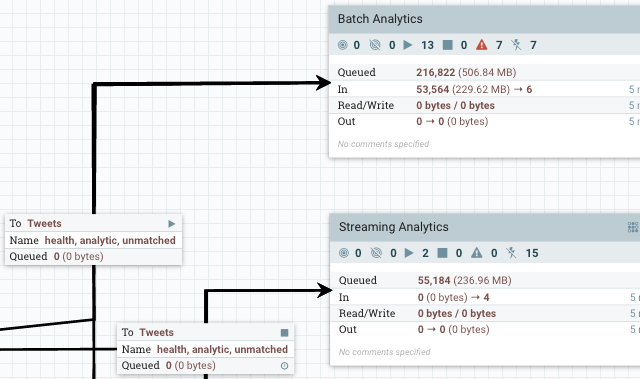 Batch Analytics
0 0 13 0 7 7
Queued 216,822 (506.84 MB)
In 53,564 (229.62 MB) → 6 5
Read/Write 0 bytes / 0 bytes 5
Out 0 → 0 (0 bytes) 5
No comments specified
To Tweets
Name health, analytic, unmatched
Queued 0 (0 bytes)
Streaming Analytics
0 0 2 0 0 15
Queued 55,184 (236.96 MB)
In 0 (0 bytes) → 4 5
Read/Write 0 bytes / 0 bytes 5
Out 0 → 0 (0 bytes) 5
No comments specified
To Tweets
Name health, analytic, unmatched
Queued 0 (0 bytes)